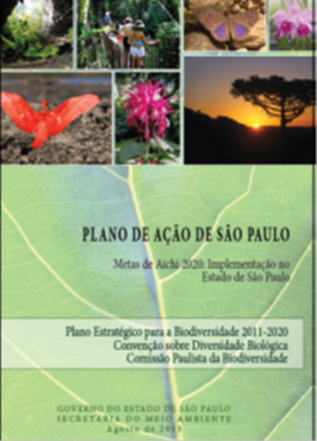 PLANO DE AÇÃO DE SÃO PAULO
Metas de Aichi 2020: Implementação no
Estado de São Paulo
Plano Estratégico para a Biodiversidade 2011-2020
Convenção sobre Diversidade Biológica
Comissão Paulista da Biodiversidade
GOVERNO DO ESTADO DE SÃO PAULO
SECRETARIA DO MEIO AMBIENTE
Agosto de 2013